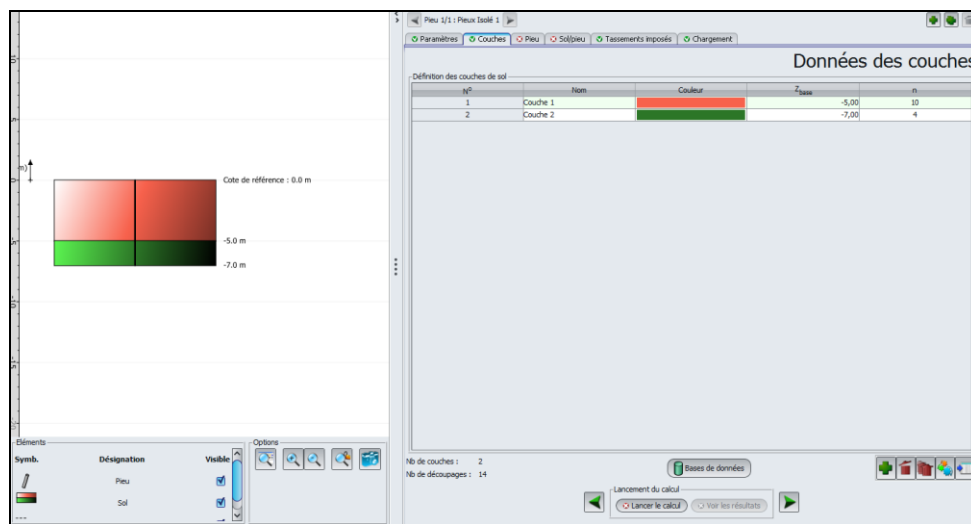 Pieu 1/1 : Pieux Isolé 1
Paramètres Couches Pieu Sol/pieu Tassements imposés Chargement
Données des couches
Définition des couches de sol
N° Nom Couleur Zbase n
1 Couche 1 -5,00 10
2 Couche 2 -7,00 4
m)
0
Cote de référence : 0.0 m
-5.0 m
-7.0 m
Eléments
Symb. Désignation Visible
Pieu
Sol
Options
Nb de couches : 2
Nb de découpages : 14
Bases de données
Lancement du calcul
Lancer le calcul Voir les résultats